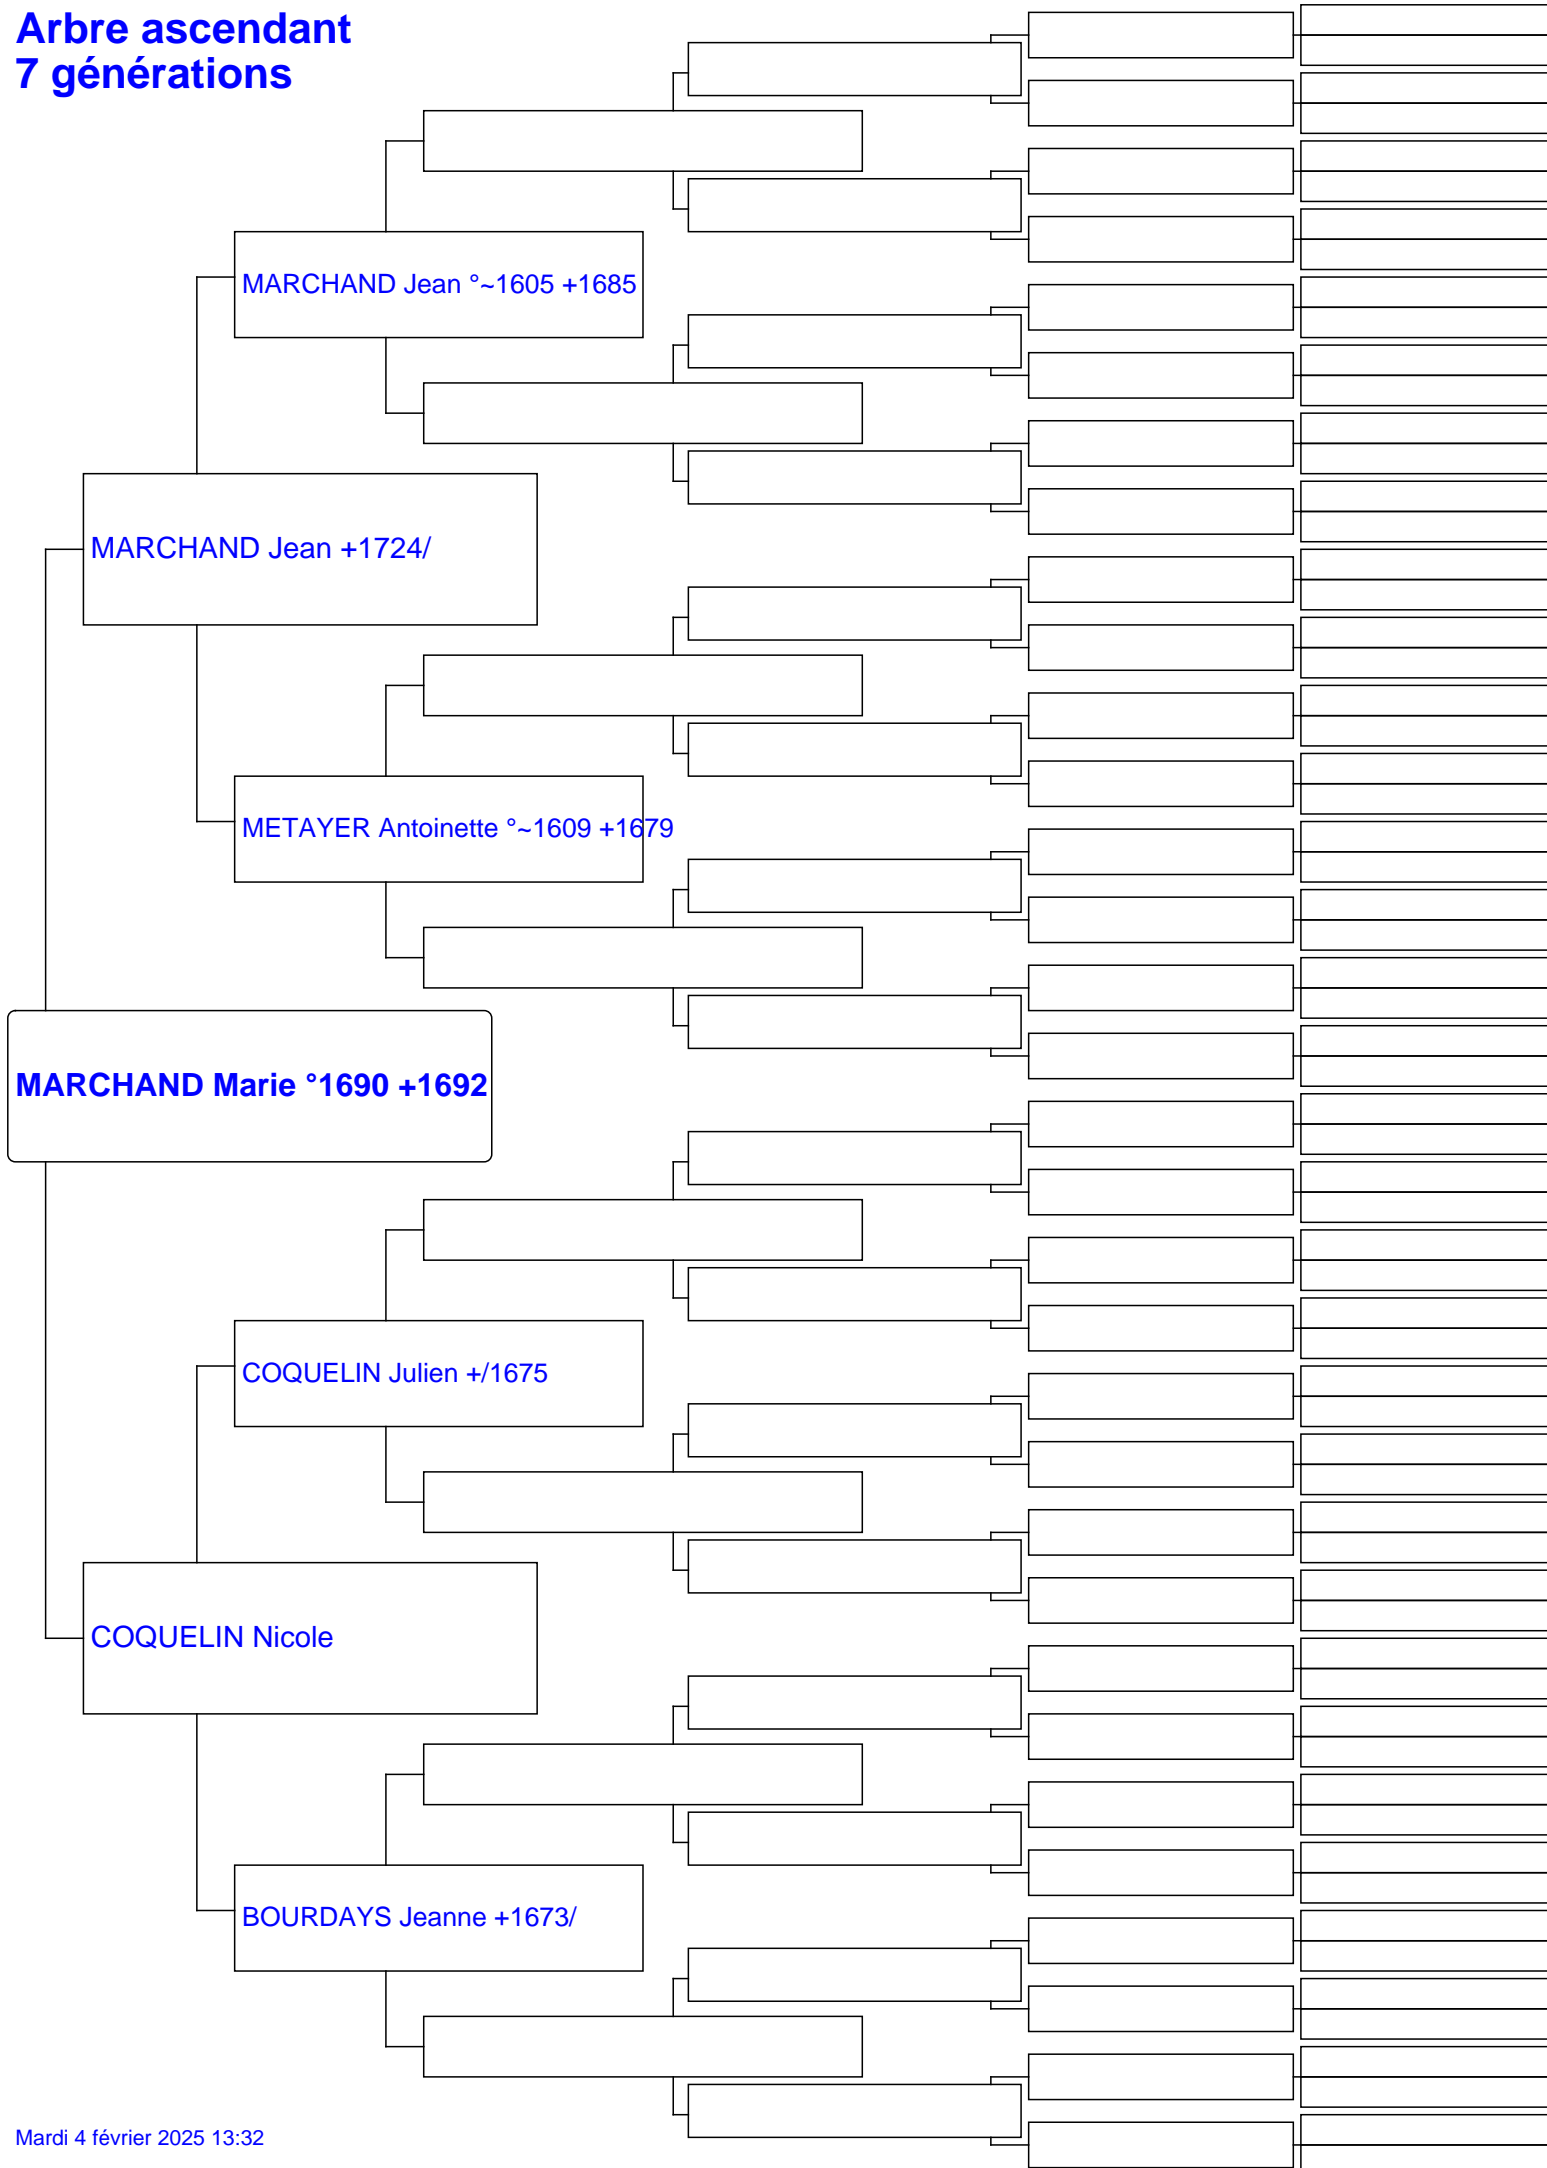 Arbre ascendant
7 générations
MARCHAND Jean °~1605 +1685
MARCHAND Jean +1724/
METAYER Antoinette °~1609 +1679
MARCHAND Marie °1690 +1692
COQUELIN Julien +/1675
COQUELIN Nicole
BOURDAYS Jeanne +1673/
Mardi 4 février 2025 13:32